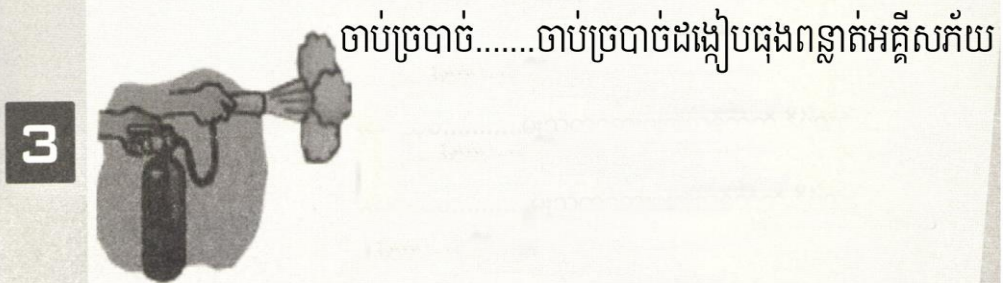 ចាប់ច្របាច់.......ចាប់ច្របាច់ដង្កៀបធុងពន្លាត់អគ្គីសភ័យ
3